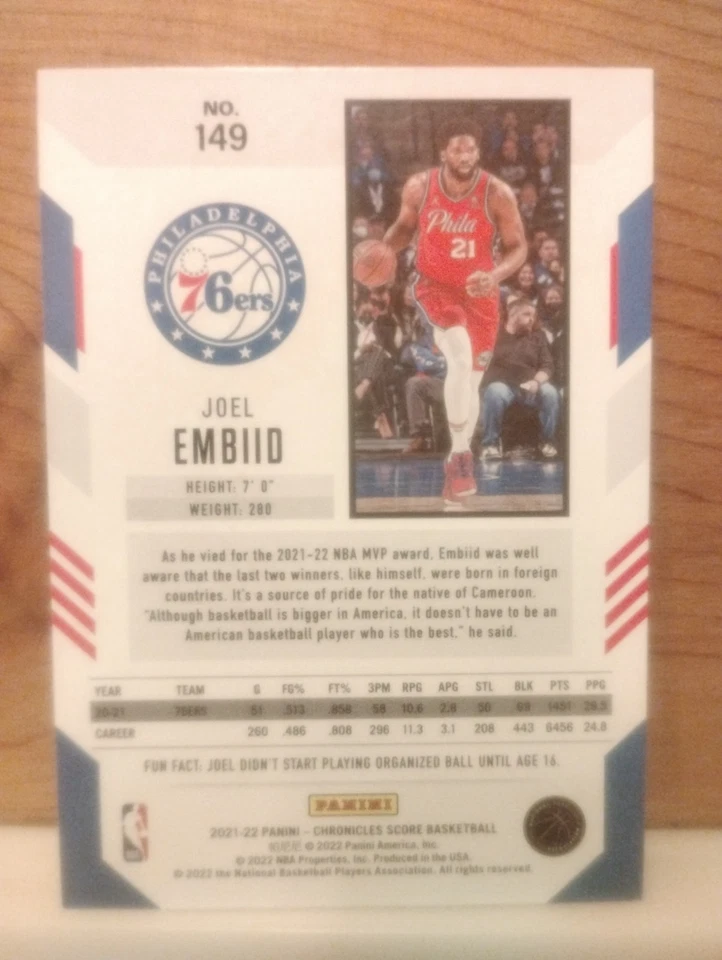 NO.
149
PHILADELPHIA
76ers
Phila
21
JOEL
EMBIID
HEIGHT: 7' 0"
WEIGHT: 280
As he vied for the 2021-22 NBA MVP award, Embiid was well
aware that the last two winners, like himself, were born in foreign
countries. It's a source of pride for the native of Cameroon.
"Although basketball is bigger in America, it doesn't have to be an
American basketball player who is the best," he said.
YEAR TEAM G FG% FT% 3PM RPG APG STL BLK PTS PPG
20-21 76ERS 51 .513 .859 58 10.6 2.8 50 69 1451 28.5
CAREER 260 .486 .808 296 11.3 3.1 208 443 6456 24.8
FUN FACT: JOEL DIDN'T START PLAYING ORGANIZED BALL UNTIL AGE 16.
PANINI
2021-22 PANINI – CHRONICLES SCORE BASKETBALL
帕尼尼 © 2022 Panini America, Inc.
© 2022 NBA Properties, Inc. Produced in the USA.
© 2022 the National Basketball Players Association. All rights reserved.